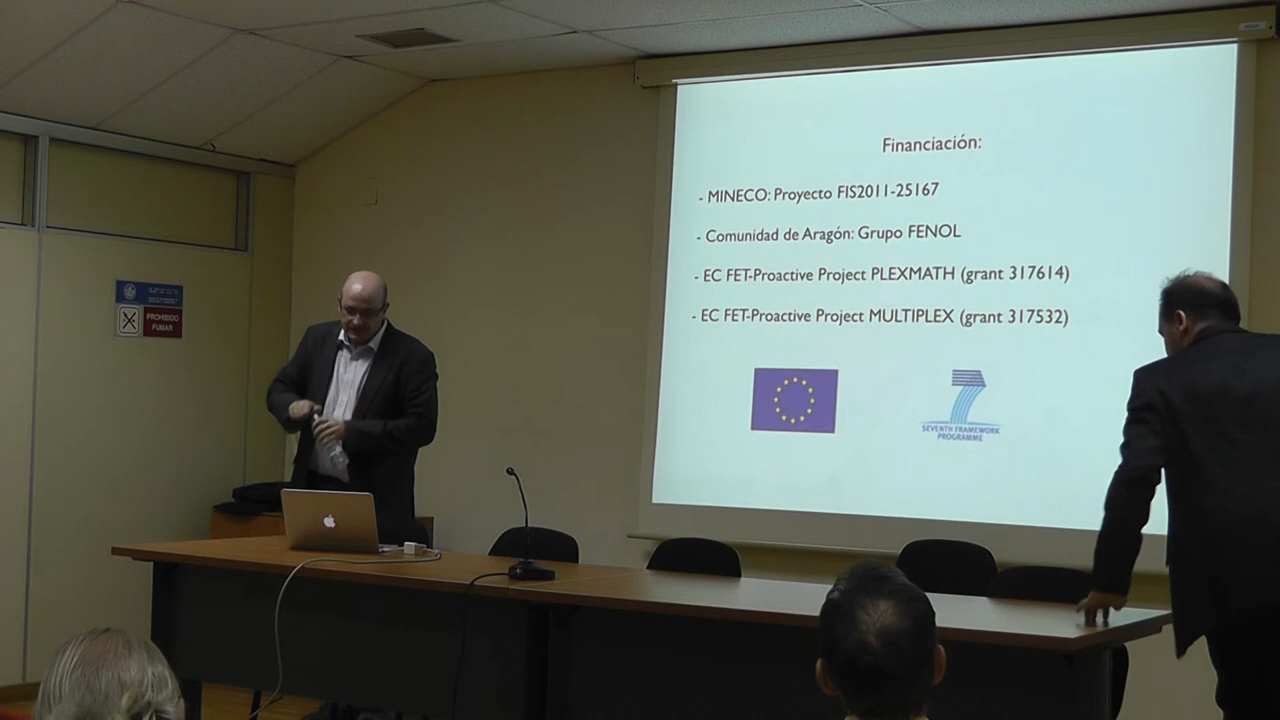 Financiación:
- MINECO: Proyecto FIS2011-25167
- Comunidad de Aragón: Grupo FENOL
- EC FET-Proactive Project PLEXMATH (grant 317614)
- EC FET-Proactive Project MULTIPLEX (grant 317532)
SEVENTH FRAMEWORK
PROGRAMME
PROHIBIDO
FUMAR